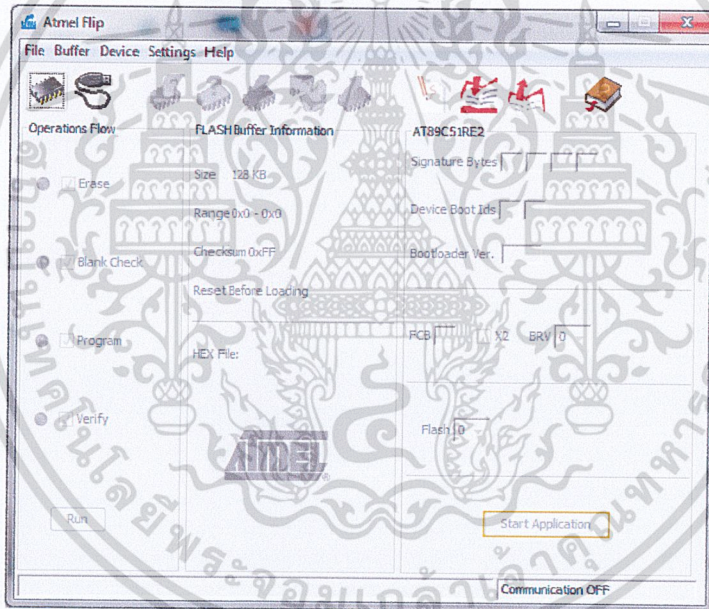 Atmel Flip
File Buffer Device Settings Help
Operations Flow
Erase
Blank Check
Program
Verify
Run
FLASH Buffer Information
Size 128 KB
Range 0x0 - 0x0
Checksum 0xFF
Reset Before Loading
HEX File:
ATMEL
AT89C51RE2
Signature Bytes
Device Boot Ids
Bootloader Ver.
FCB X2 BRV 0
Flash 0
Start Application
Communication OFF